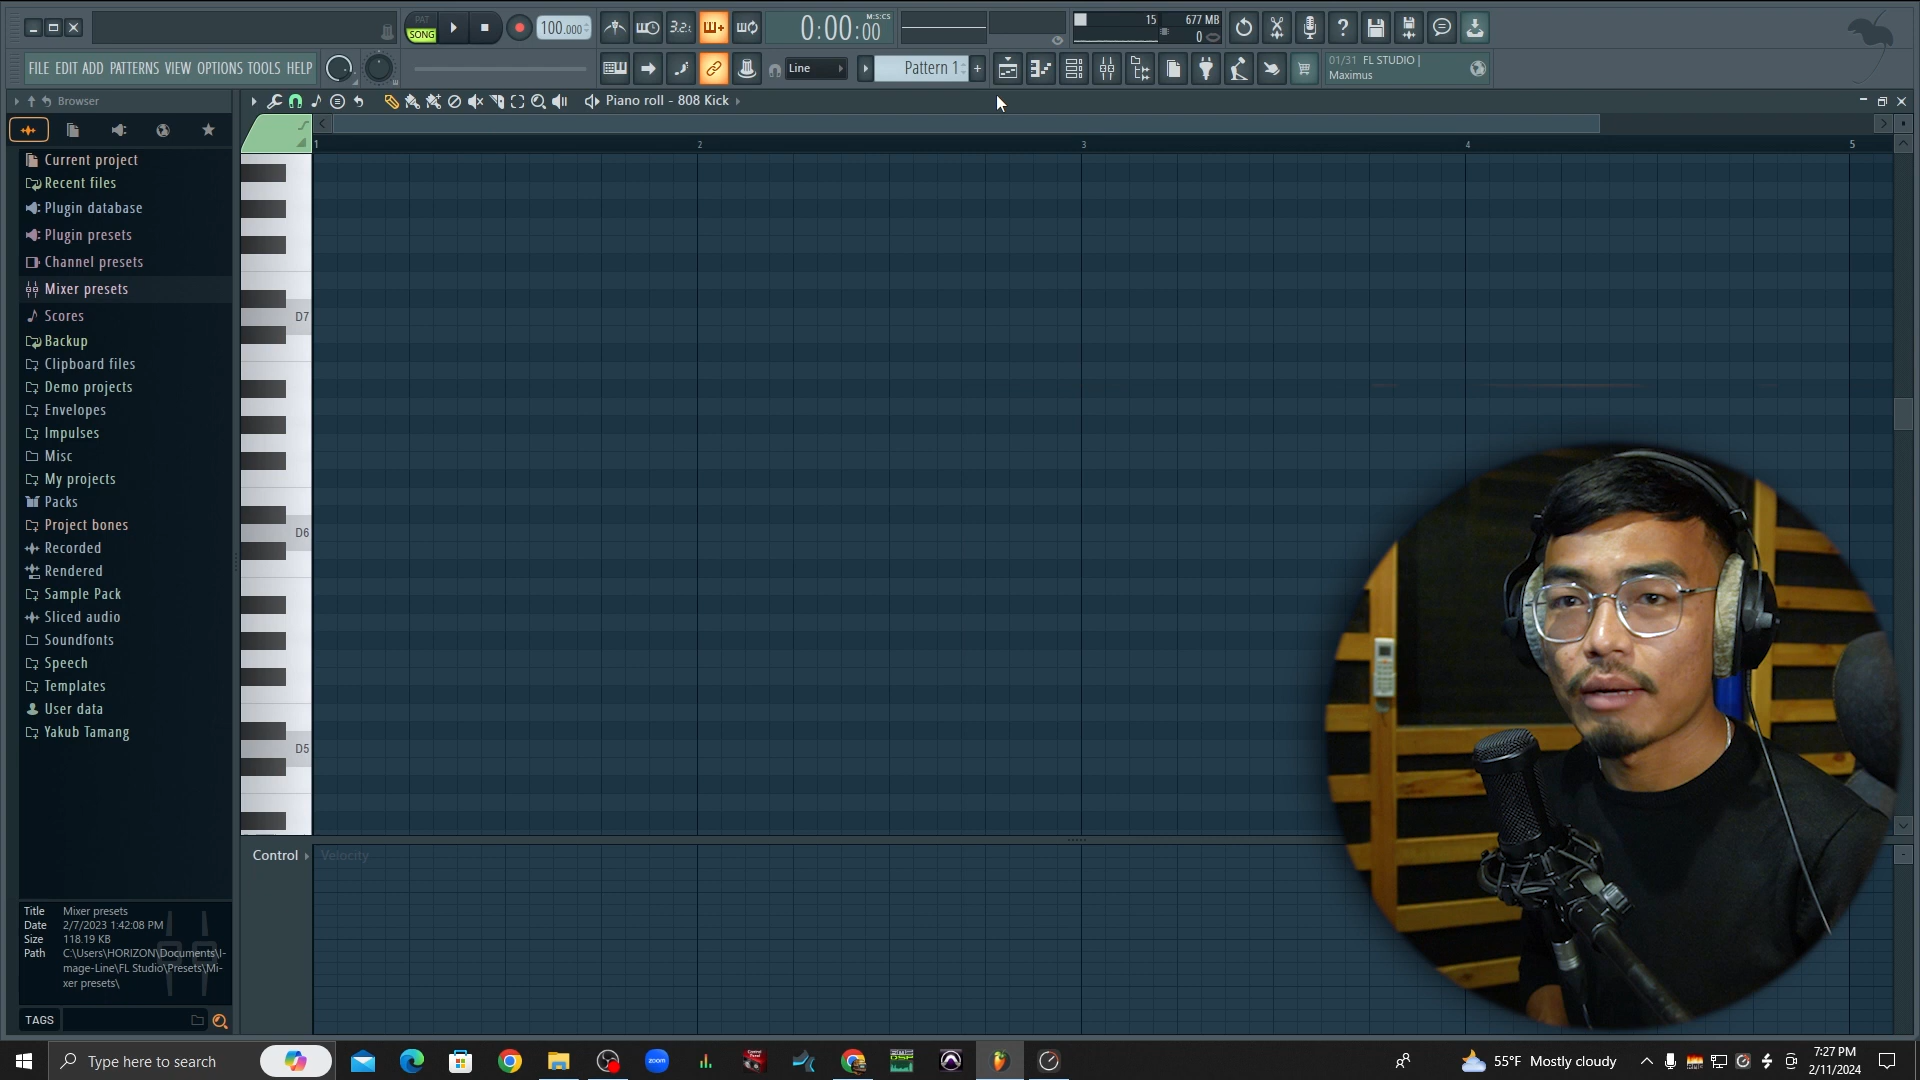 PAT
SONG
100.000
3.2.
0:00:00
M:S:CS
15
677 MB
0
FILE EDIT ADD PATTERNS VIEW OPTIONS TOOLS HELP
Line
Pattern 1
01/31 FL STUDIO |
Maximus
Browser
Piano roll - 808 Kick
1
2
3
4
5
Current project
Recent files
Plugin database
Plugin presets
Channel presets
Mixer presets
Scores
Backup
Clipboard files
Demo projects
Envelopes
Impulses
Misc
My projects
Packs
Project bones
Recorded
Rendered
Sample Pack
Sliced audio
Soundfonts
Speech
Templates
User data
Yakub Tamang
D7
D6
D5
Control
Velocity
Title Mixer presets
Date 2/7/2023 1:42:08 PM
Size 118.19 KB
Path C:\Users\HORIZON\Documents\I-
mage-Line\FL Studio\Presets\Mi-
xer presets\
TAGS
Type here to search
zoom
55°F Mostly cloudy
7:27 PM
2/11/2024